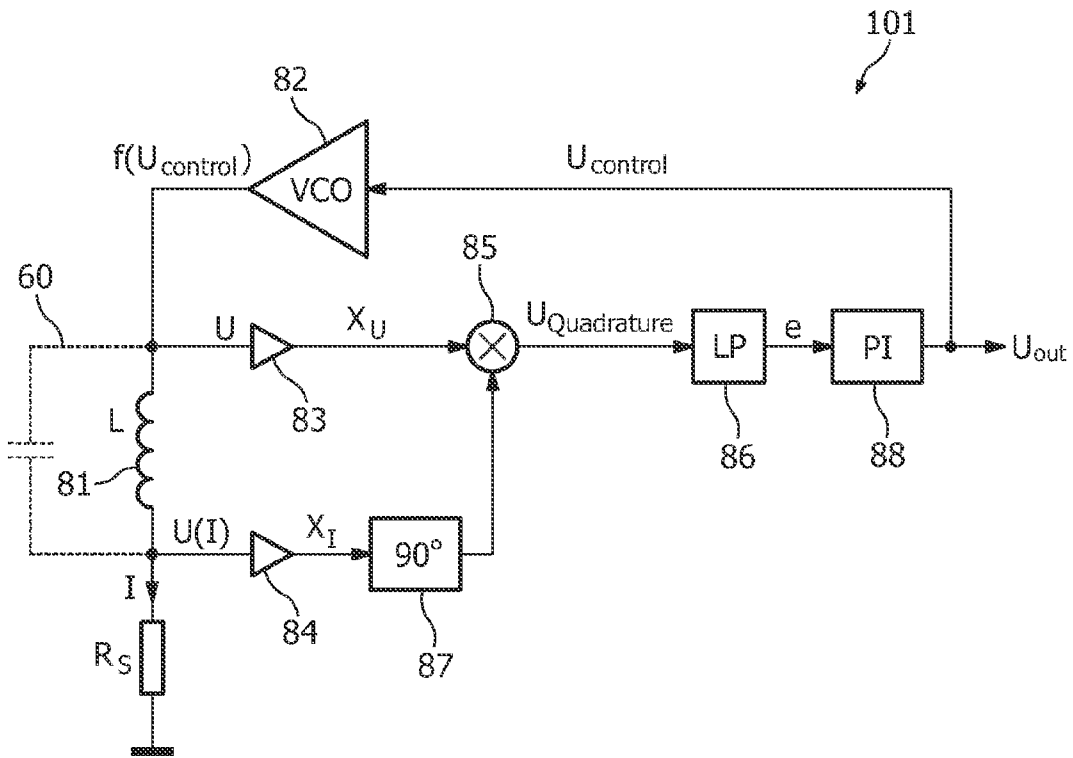 101
82
f(U_control)
VCO
U_control
85
60
U
X_U
U_Quadrature
LP
e
PI
U_out
83
86
88
L
81
U(I)
X_I
90°
I
84
87
R_S